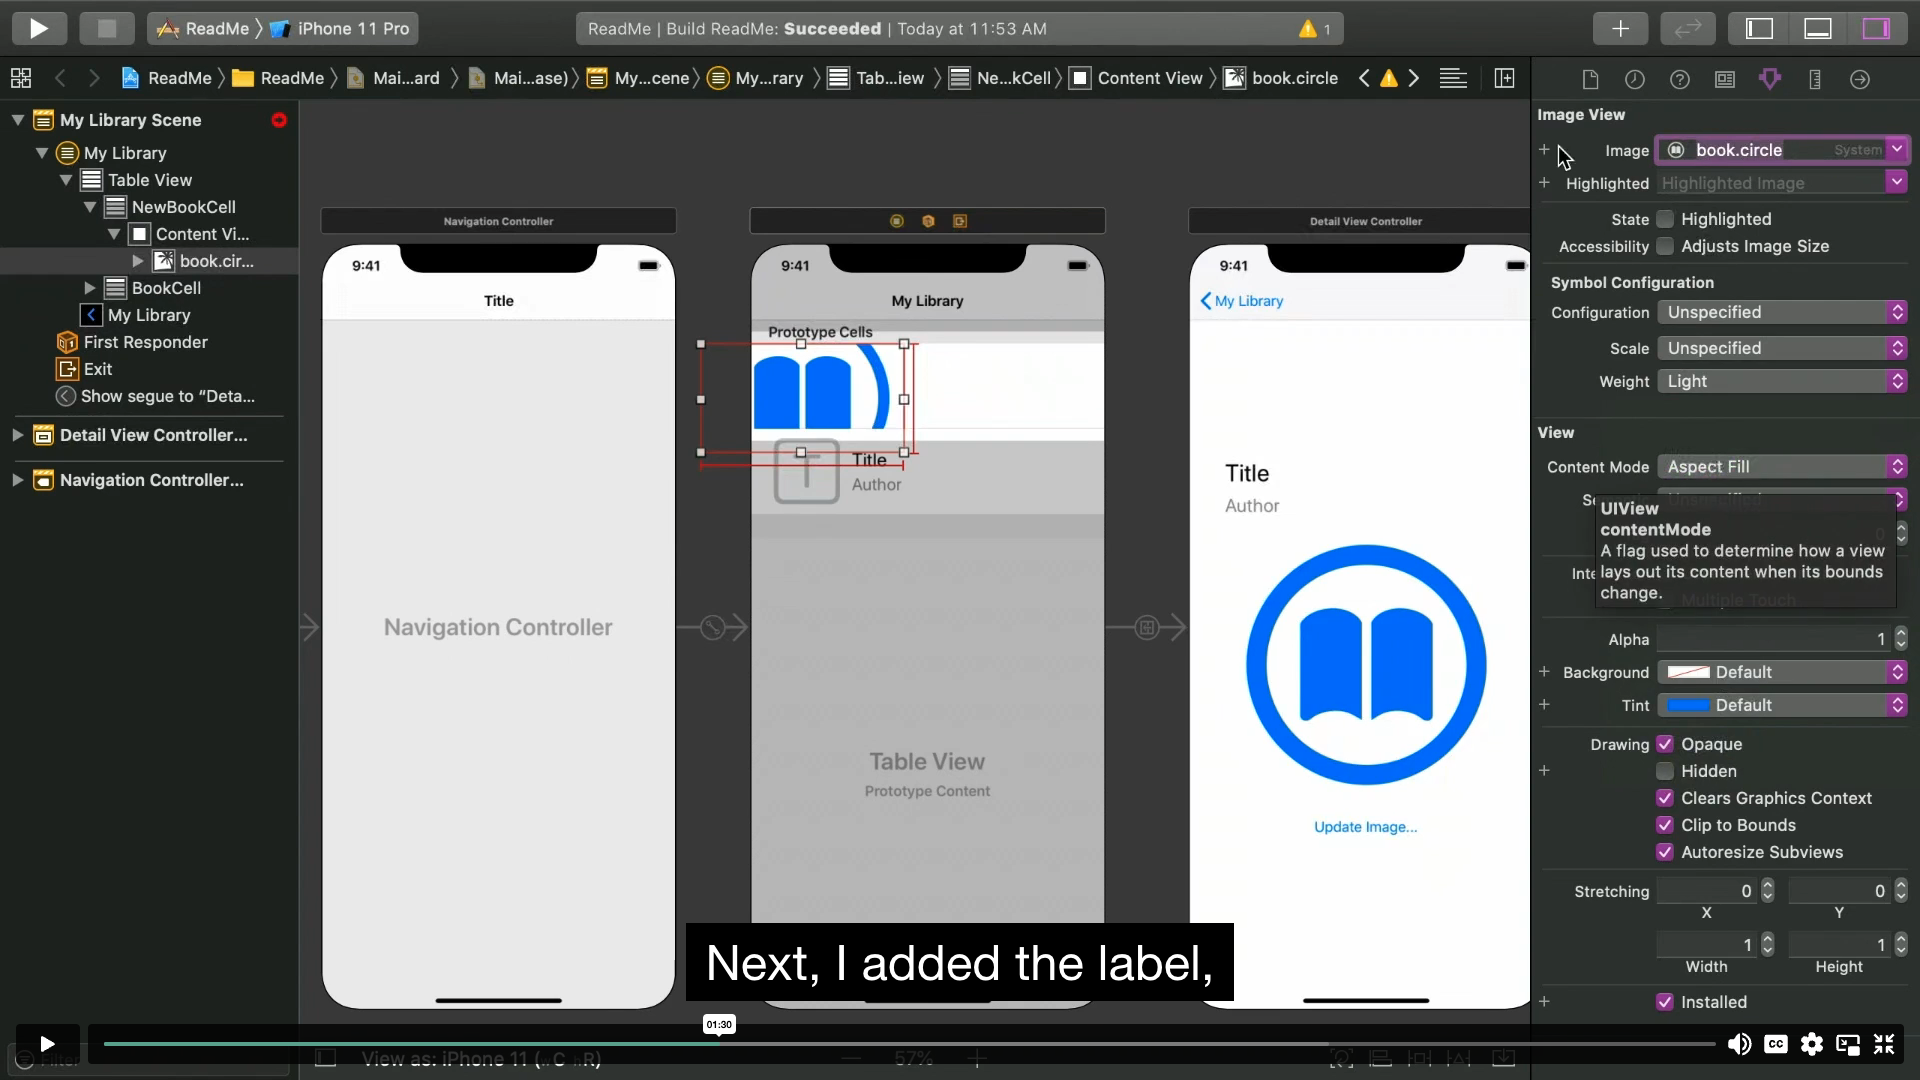 ReadMe
iPhone 11 Pro
ReadMe | Build ReadMe: Succeeded | Today at 11:53 AM
1
ReadMe
ReadMe
Mai...ard
Mai...ase)
My...cene
My...rary
Tab...iew
Ne...kCell
Content View
book.circle
My Library Scene
My Library
Table View
NewBookCell
Content Vi...
book.cir...
BookCell
My Library
First Responder
Exit
Show segue to “Deta...
Detail View Controller...
Navigation Controller...
Navigation Controller
9:41
Title
Navigation Controller
9:41
My Library
Prototype Cells
T
Title
Author
Table View
Prototype Content
Detail View Controller
9:41
My Library
Title
Author
Update Image...
Image View
Image book.circle System
Highlighted Highlighted Image
State Highlighted
Accessibility Adjusts Image Size
Symbol Configuration
Configuration Unspecified
Scale Unspecified
Weight Light
View
Content Mode Aspect Fill
UIView
contentMode
A flag used to determine how a view
lays out its content when its bounds
change.
Alpha 1
Background Default
Tint Default
Drawing Opaque
Hidden
Clears Graphics Context
Clip to Bounds
Autoresize Subviews
Stretching 0 0
X Y
1 1
Width Height
Installed
Next, I added the label,
01:30
Filter
View as: iPhone 11 (wC hR)
57%
CC